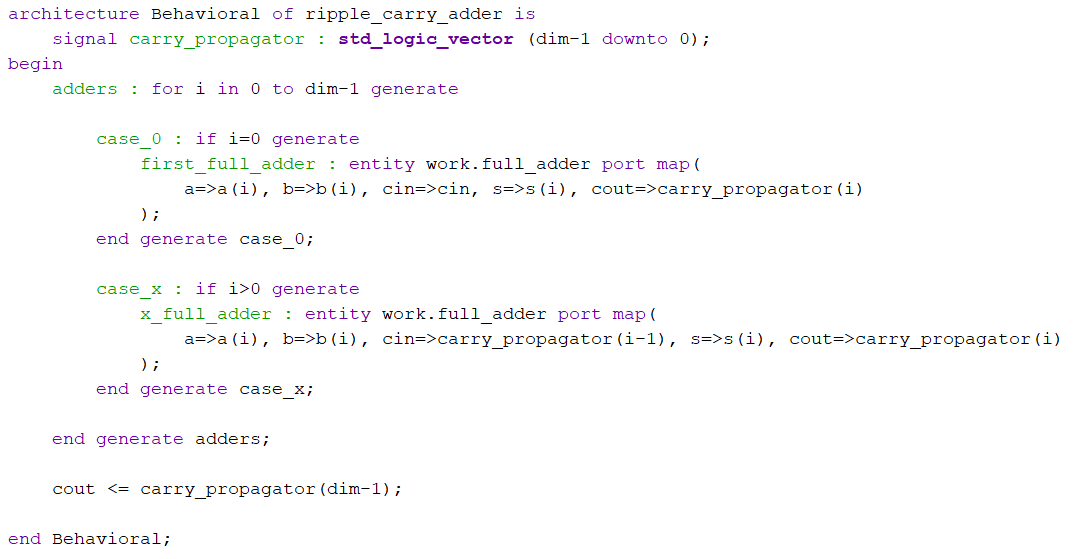 architecture Behavioral of ripple_carry_adder is
    signal carry_propagator : std_logic_vector (dim-1 downto 0);
begin
    adders : for i in 0 to dim-1 generate

        case_0 : if i=0 generate
            first_full_adder : entity work.full_adder port map(
                a=>a(i), b=>b(i), cin=>cin, s=>s(i), cout=>carry_propagator(i)
            );
        end generate case_0;

        case_x : if i>0 generate
            x_full_adder : entity work.full_adder port map(
                a=>a(i), b=>b(i), cin=>carry_propagator(i-1), s=>s(i), cout=>carry_propagator(i)
            );
        end generate case_x;

    end generate adders;

    cout <= carry_propagator(dim-1);

end Behavioral;